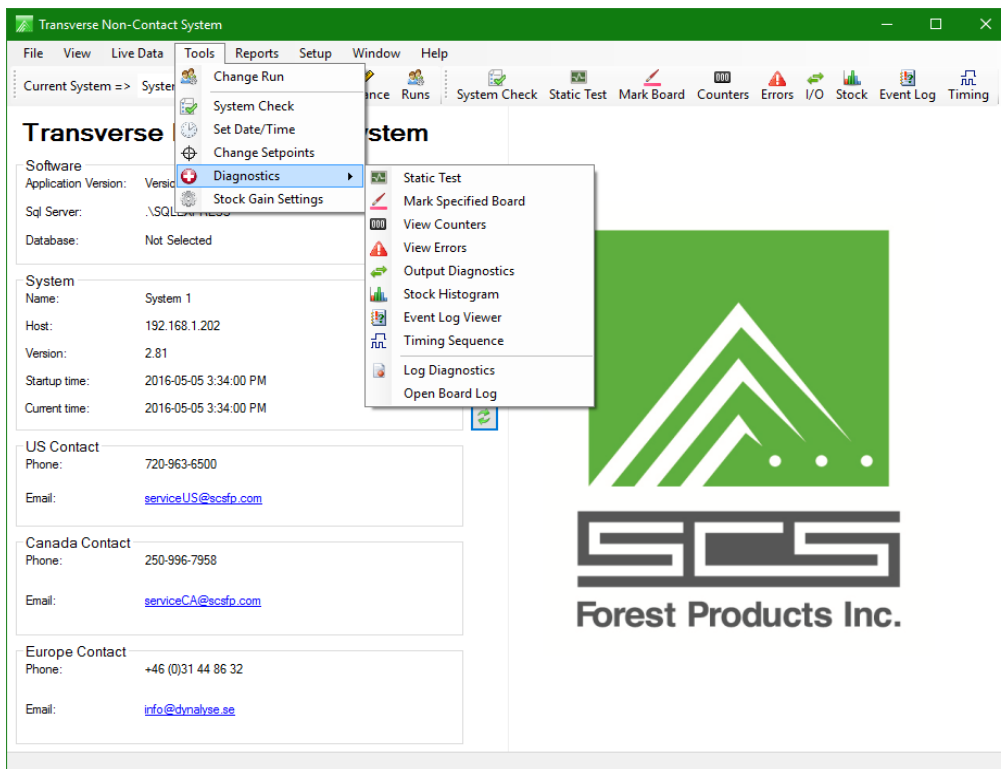 Transverse Non-Contact System
File View Live Data Tools Reports Setup Window Help
Current System => Runs System Check Static Test Mark Board Counters Errors I/O Stock Event Log Timing
Change Run
System Check
Set Date/Time
Change Setpoints
Diagnostics
Stock Gain Settings
Static Test
Mark Specified Board
View Counters
View Errors
Output Diagnostics
Stock Histogram
Event Log Viewer
Timing Sequence
Log Diagnostics
Open Board Log
Transverse
Software
Application Version:
Sql Server:
Database: Not Selected
System
Name: System 1
Host: 192.168.1.202
Version: 2.81
Startup time: 2016-05-05 3:34:00 PM
Current time: 2016-05-05 3:34:00 PM
US Contact
Phone: 720-963-6500
Email: serviceUS@scsfp.com
Canada Contact
Phone: 250-996-7958
Email: serviceCA@scsfp.com
Europe Contact
Phone: +46 (0)31 44 86 32
Email: info@dynalyse.se
SCS
Forest Products Inc.